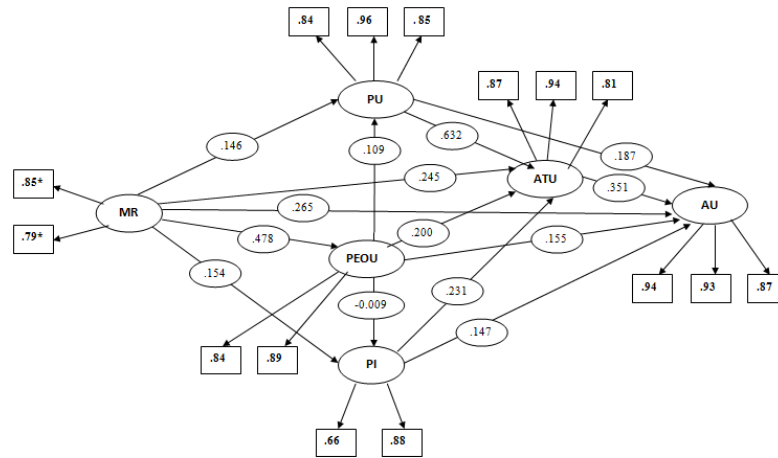 .84 .96 .85
.87 .94 .81
PU
.146
.632
.109
.187
.85*
.245
ATU
.351
.79*
MR
.265
AU
.478
.200
.155
PEOU
.154
.231
-0.009
.147
.94 .93 .87
.84 .89
PI
.66 .88